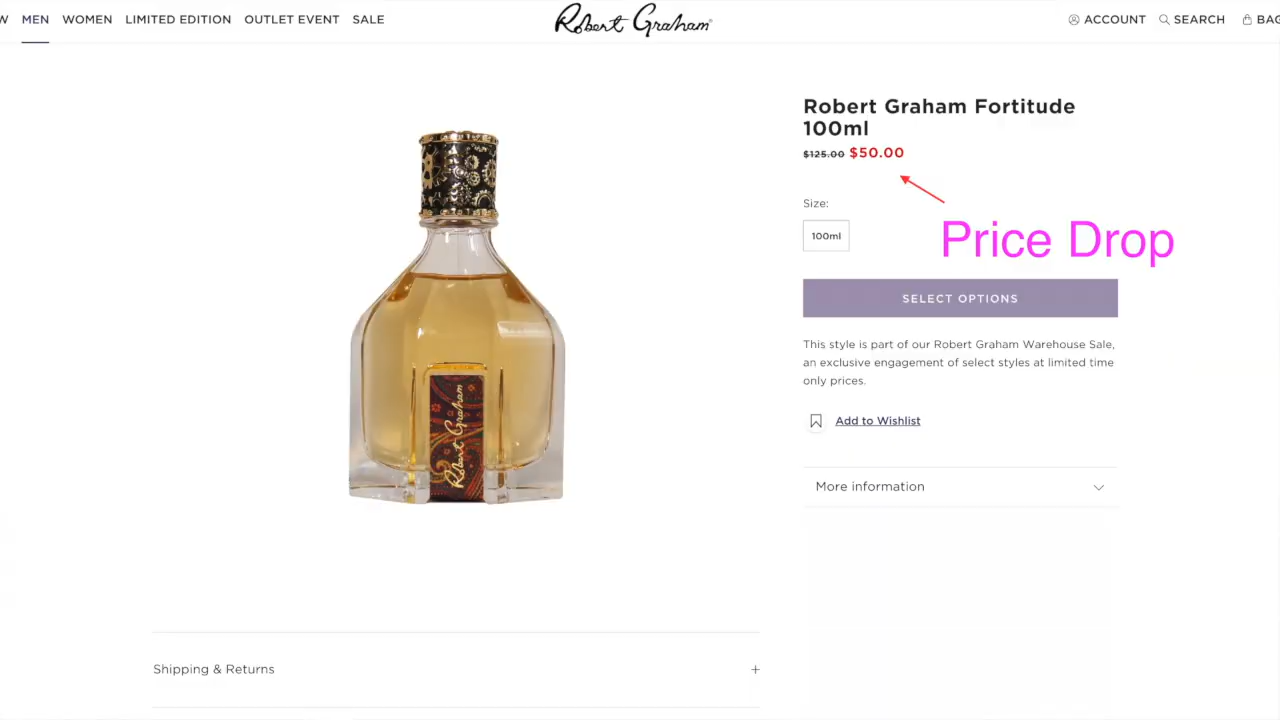 MEN WOMEN LIMITED EDITION OUTLET EVENT SALE
Robert Graham
ACCOUNT SEARCH
Robert Graham Fortitude
100ml
$125.00 $50.00
Size:
100ml
Price Drop
SELECT OPTIONS
This style is part of our Robert Graham Warehouse Sale,
an exclusive engagement of select styles at limited time
only prices.
Add to Wishlist
More information
Robert Graham
Shipping & Returns